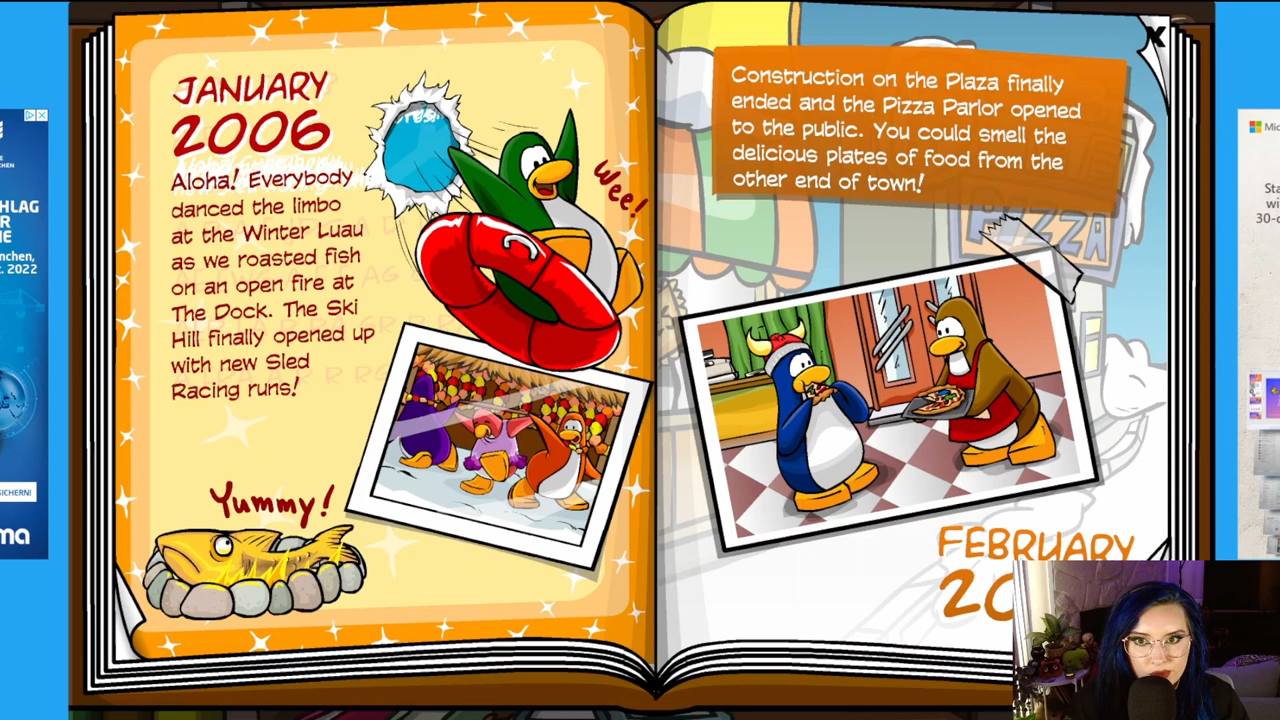 JANUARY
2006
Aloha! Everybody
danced the limbo
at the Winter Luau
as we roasted fish
on an open fire at
The Dock. The Ski
Hill finally opened up
with new Sled
Racing runs!
Wee!
Yummy!
X
Construction on the Plaza finally
ended and the Pizza Parlor opened
to the public. You could smell the
delicious plates of food from the
other end of town!
PIZZA
FEBRUARY